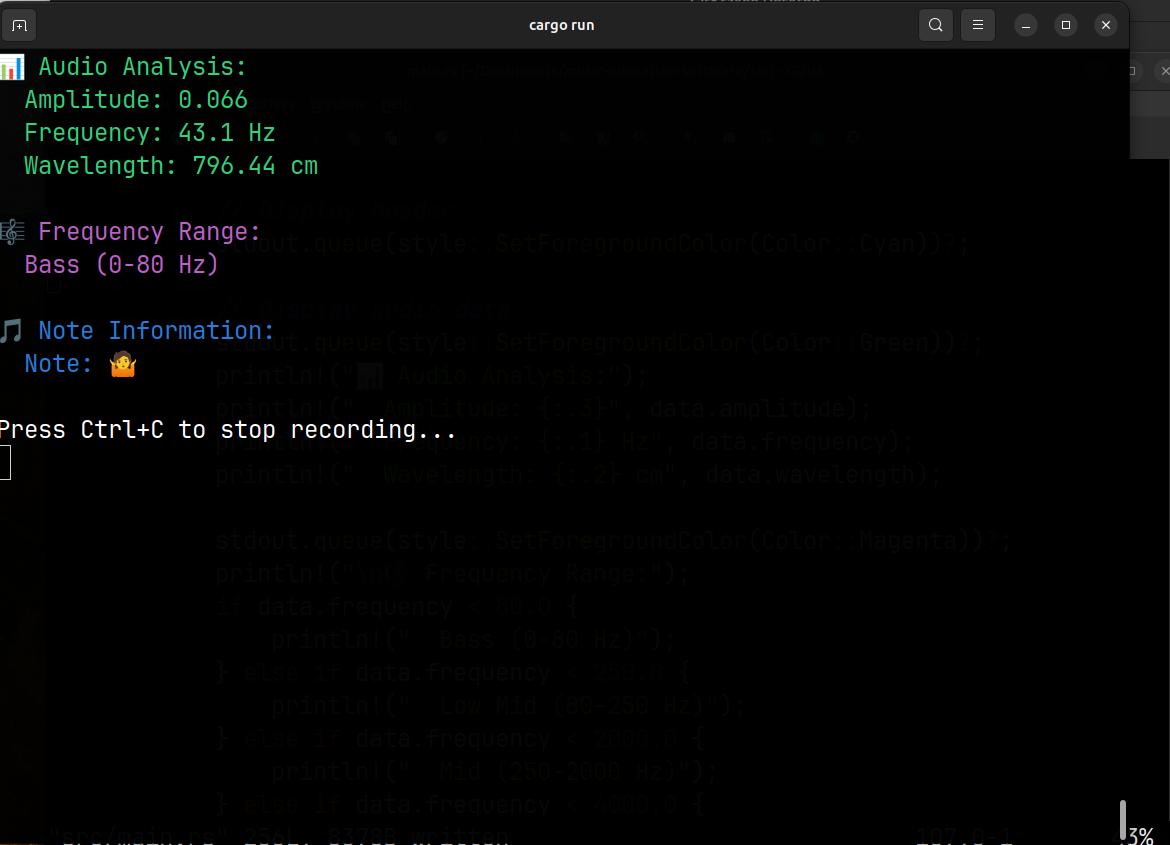 cargo run
📊 Audio Analysis:
Amplitude: 0.066
Frequency: 43.1 Hz
Wavelength: 796.44 cm
// Display header
stdout.queue(style::SetForegroundColor(Color::Cyan))?;
🎼 Frequency Range:
Bass (0-80 Hz)
// Display audio data
stdout.queue(style::SetForegroundColor(Color::Green))?;
🎵 Note Information:
Note: 🤷
println!("📊 Audio Analysis:");
println!("  Amplitude: {:.3}", data.amplitude);
Press Ctrl+C to stop recording...
println!("  Frequency: {:.1} Hz", data.frequency);
println!("  Wavelength: {:.2} cm", data.wavelength);
stdout.queue(style::SetForegroundColor(Color::Magenta))?;
println!("\n Frequency Range:");
if data.frequency < 80.0 {
println!("  Bass (0-80 Hz)");
} else if data.frequency < 250.0 {
println!("  Low Mid (80-250 Hz)");
} else if data.frequency < 2000.0 {
println!("  Mid (250-2000 Hz)");
} else if data.frequency < 4000.0 {
"src/main.rs" 256L, 8378B written
107,0-1
3%